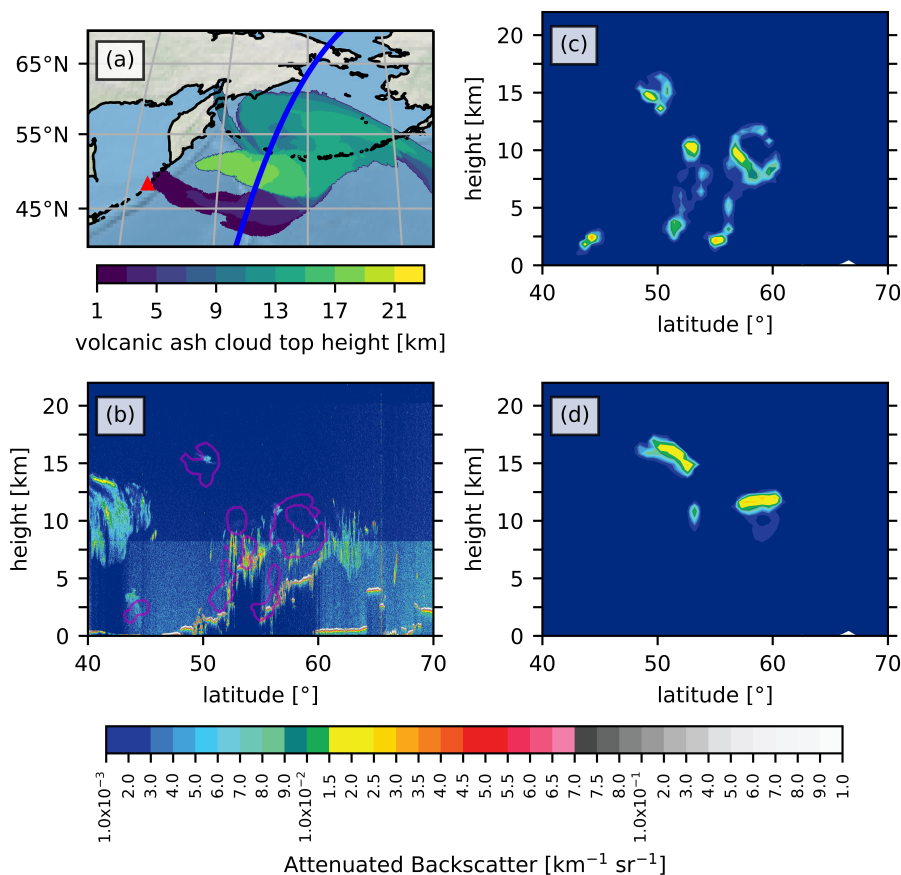 (a)
65°N
55°N
45°N
1 5 9 13 17 21
volcanic ash cloud top height [km]
(c)
20
15
10
5
0
height [km]
40 50 60 70
latitude [°]
(b)
20
15
10
5
0
height [km]
40 50 60 70
latitude [°]
(d)
20
15
10
5
0
height [km]
40 50 60 70
latitude [°]
1.0x10⁻³ 2.0 3.0 4.0 5.0 6.0 7.0 8.0 9.0 1.0x10⁻² 1.5 2.0 2.5 3.0 3.5 4.0 4.5 5.0 5.5 6.0 6.5 7.0 7.5 8.0 1.0x10⁻¹ 2.0 3.0 4.0 5.0 6.0 7.0 8.0 9.0 1.0
Attenuated Backscatter [km⁻¹ sr⁻¹]